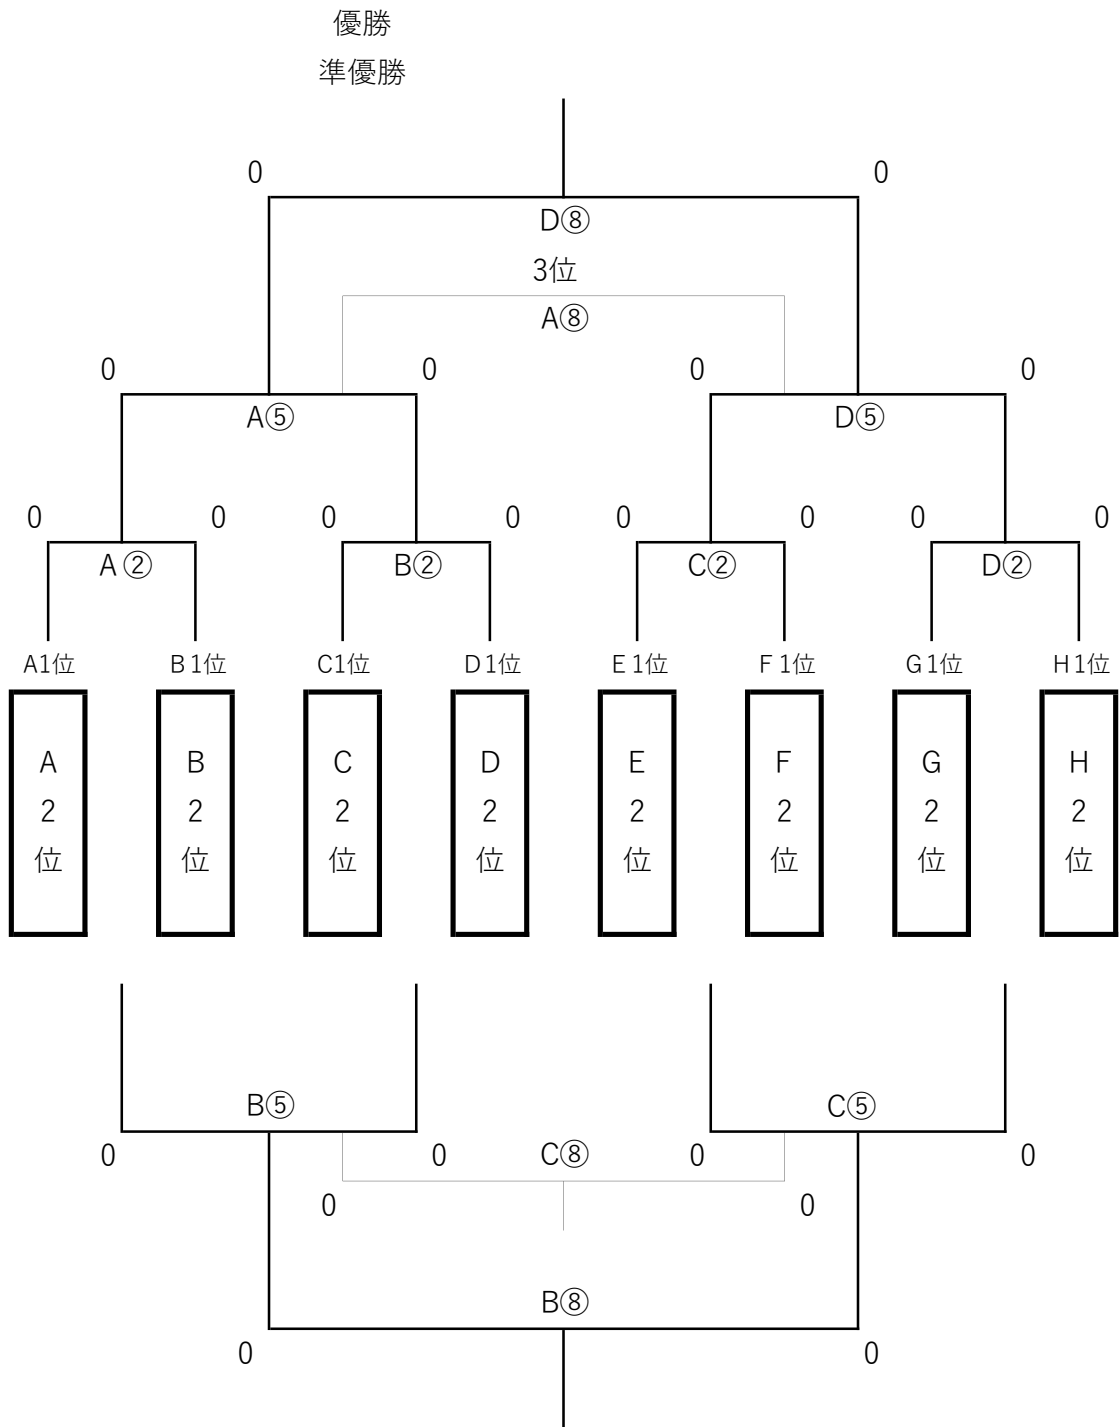 優勝
準優勝
0 0
D⑧
3位
A⑧
0 0 0 0
A⑤ D⑤
0 0 0 0 0 0 0 0
A② B② C② D②
A1位 B1位 C1位 D1位 E1位 F1位 G1位 H1位
A B C D E F G H
2 2 2 2 2 2 2 2
位 位 位 位 位 位 位 位
B⑤ C⑤
0 0 C⑧ 0 0
0 0
B⑧
0 0